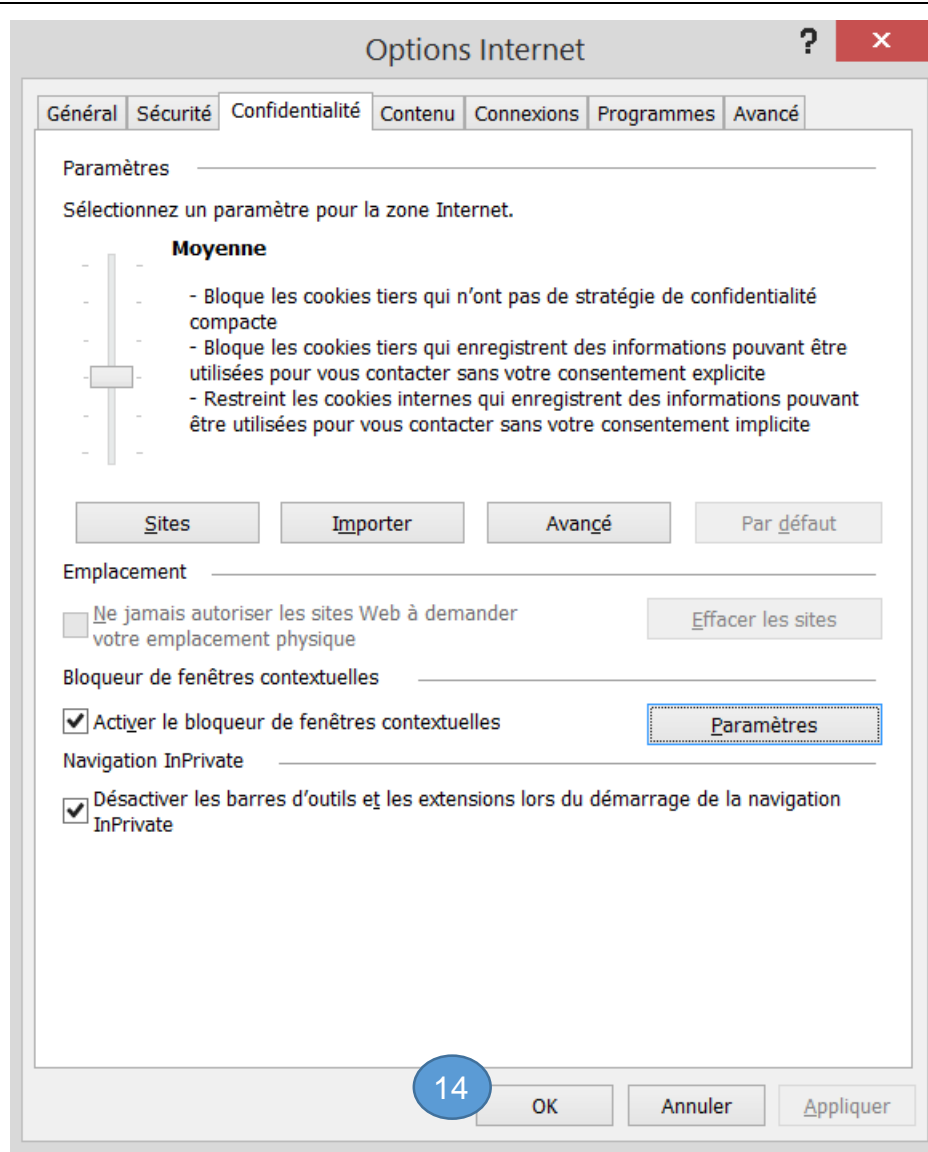 Options Internet ? ×
Général Sécurité Confidentialité Contenu Connexions Programmes Avancé
Paramètres
Sélectionnez un paramètre pour la zone Internet.
Moyenne
- Bloque les cookies tiers qui n’ont pas de stratégie de confidentialité
compacte
- Bloque les cookies tiers qui enregistrent des informations pouvant être
utilisées pour vous contacter sans votre consentement explicite
- Restreint les cookies internes qui enregistrent des informations pouvant
être utilisées pour vous contacter sans votre consentement implicite
Sites Importer Avancé Par défaut
Emplacement
Ne jamais autoriser les sites Web à demander
votre emplacement physique
Effacer les sites
Bloqueur de fenêtres contextuelles
Activer le bloqueur de fenêtres contextuelles Paramètres
Navigation InPrivate
Désactiver les barres d’outils et les extensions lors du démarrage de la navigation
InPrivate
14
OK Annuler Appliquer